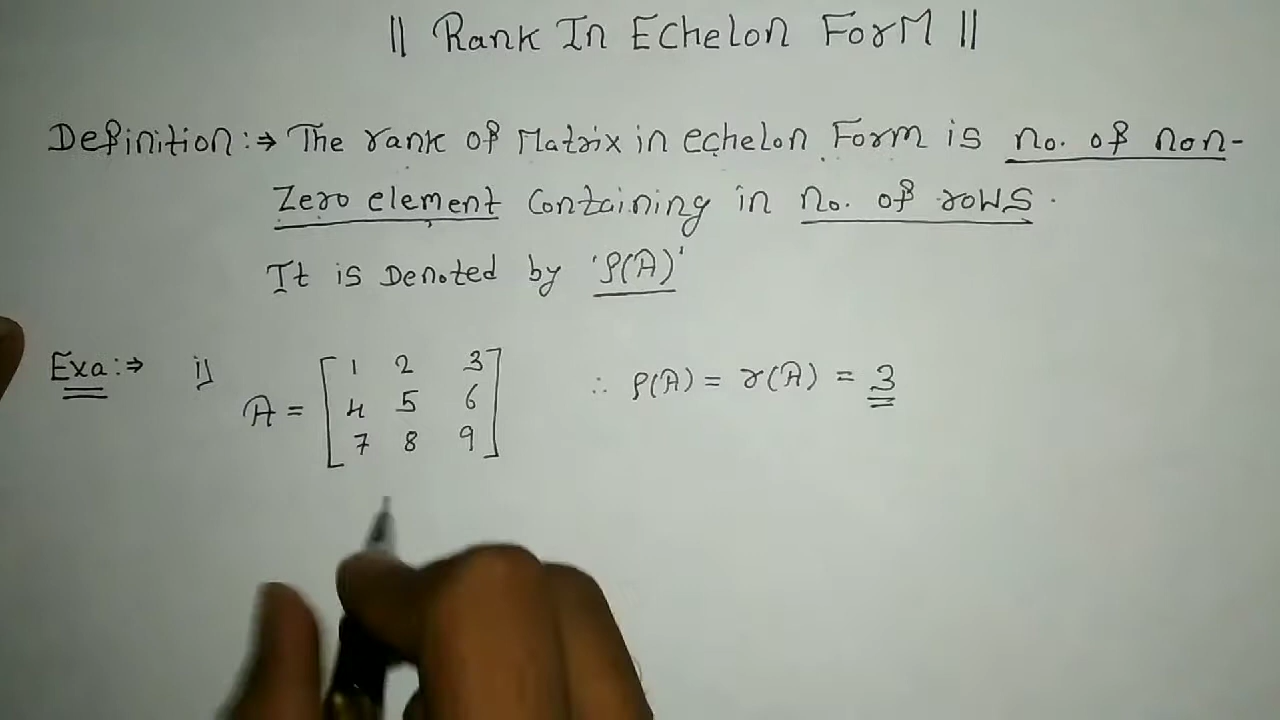 || Rank In Echelon Form ||
Definition:⇒ The rank of Matrix in echelon Form is no. of non-
Zero element containing in no. of rows.
It is Denoted by 'ρ(A)'
Exa:⇒ i) A = [1 2 3 ∴ ρ(A) = r(A) = 3
4 5 6
7 8 9]